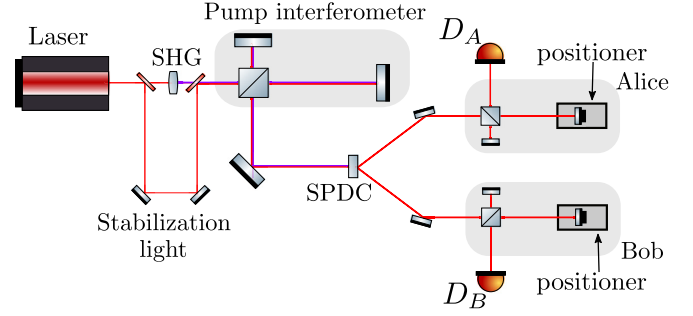 Pump interferometer
Laser
SHG
D_A
positioner
Alice
SPDC
Stabilization
light
Bob
positioner
D_B